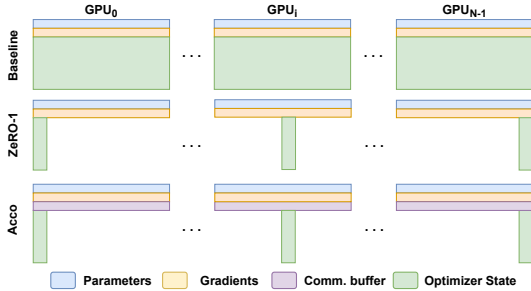 GPU0 GPUi GPUN-1
Baseline
. . . . . .
ZeRO-1
. . . . . .
Acco
. . . . . .
Parameters Gradients Comm. buffer Optimizer State